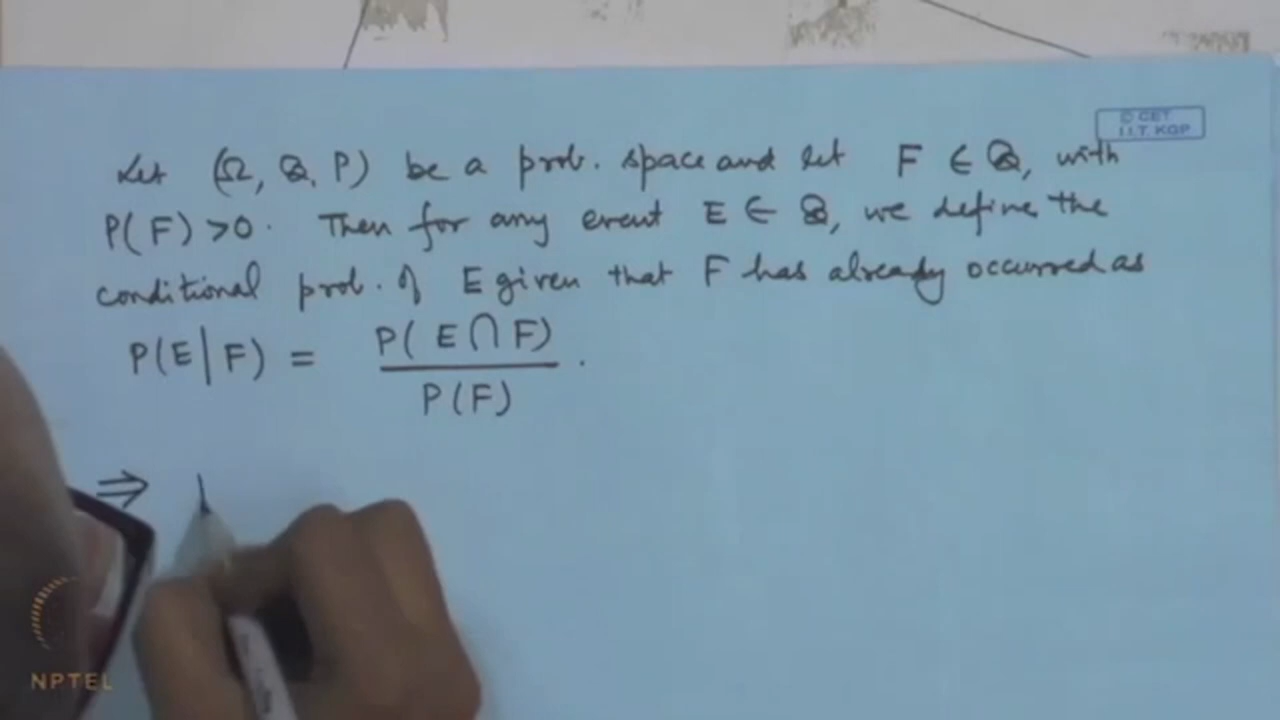 © CET
I.I.T. KGP
Let (Ω, ℬ, P) be a prob. space and let F ∈ ℬ, with
P(F) >0. Then for any event E ∈ ℬ, we define the
conditional prob. of E given that F has already occurred as
P(E|F) = P(E∩F)
P(F) .
⇒
NPTEL